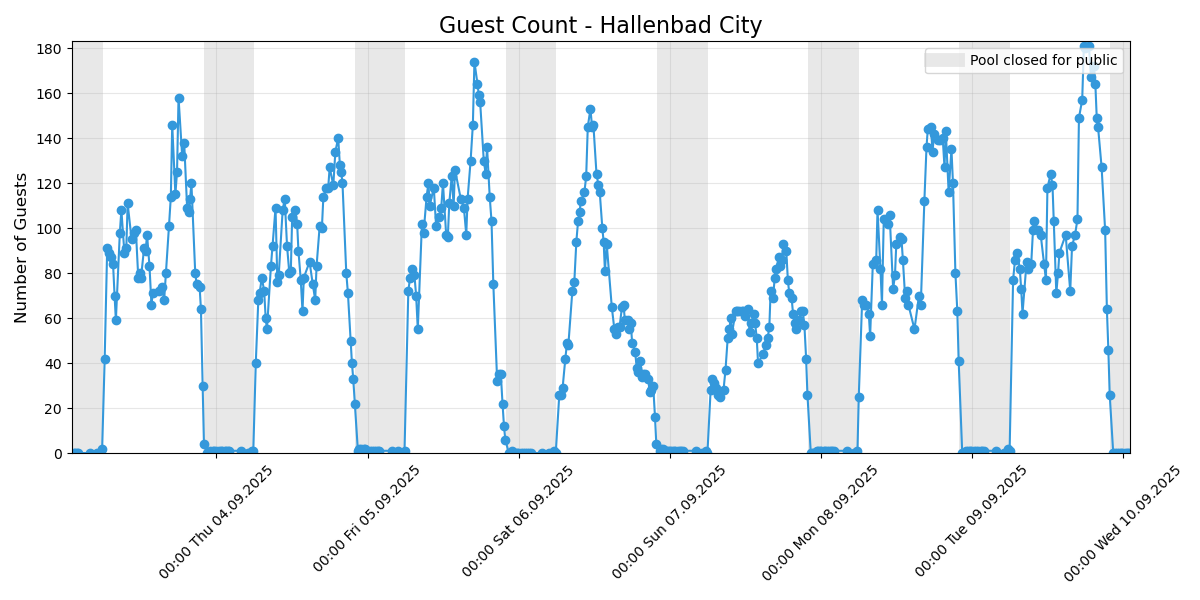 Guest Count - Hallenbad City
Number of Guests
180
160
140
120
100
80
60
40
20
0
Pool closed for public
00:00 Thu 04.09.2025
00:00 Fri 05.09.2025
00:00 Sat 06.09.2025
00:00 Sun 07.09.2025
00:00 Mon 08.09.2025
00:00 Tue 09.09.2025
00:00 Wed 10.09.2025